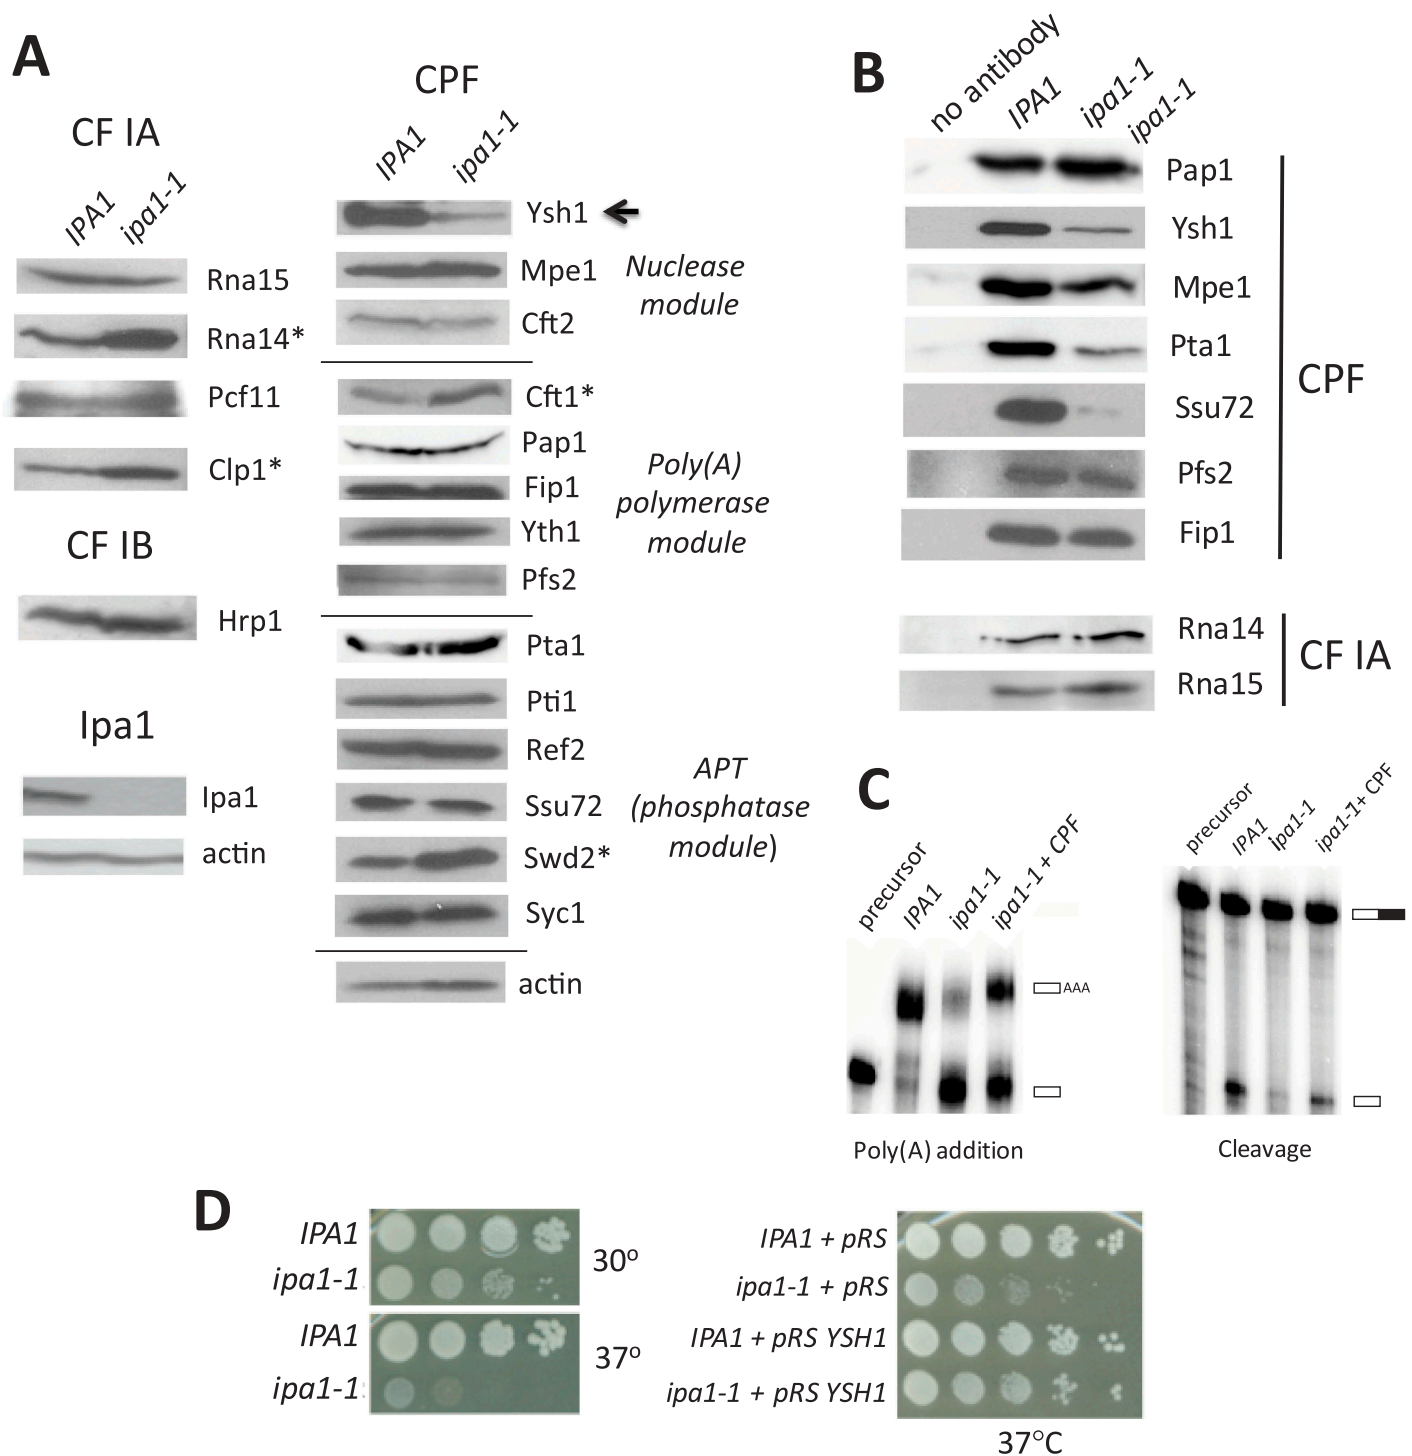 A
CF IA
IPA1
ipa1-1
Rna15
Rna14*
Pcf11
Clp1*
CF IB
Hrp1
Ipa1
Ipa1
actin
CPF
IPA1
ipa1-1
Ysh1
Mpe1
Cft2
Nuclease
module
Cft1*
Pap1
Fip1
Yth1
Pfs2
Poly(A)
polymerase
module
Pta1
Pti1
Ref2
Ssu72
Swd2*
Syc1
APT
(phosphatase
module)
actin
B
no antibody
IPA1
ipa1-1
ipa1-1
Pap1
Ysh1
Mpe1
Pta1
Ssu72
Pfs2
Fip1
CPF
Rna14
Rna15
CF IA
C
precursor
IPA1
ipa1-1
ipa1-1 + CPF
AAA
Poly(A) addition
precursor
IPA1
ipa1-1
ipa1-1+ CPF
Cleavage
D
IPA1
ipa1-1
30º
IPA1
ipa1-1
37º
IPA1 + pRS
ipa1-1 + pRS
IPA1 + pRS YSH1
ipa1-1 + pRS YSH1
37°C